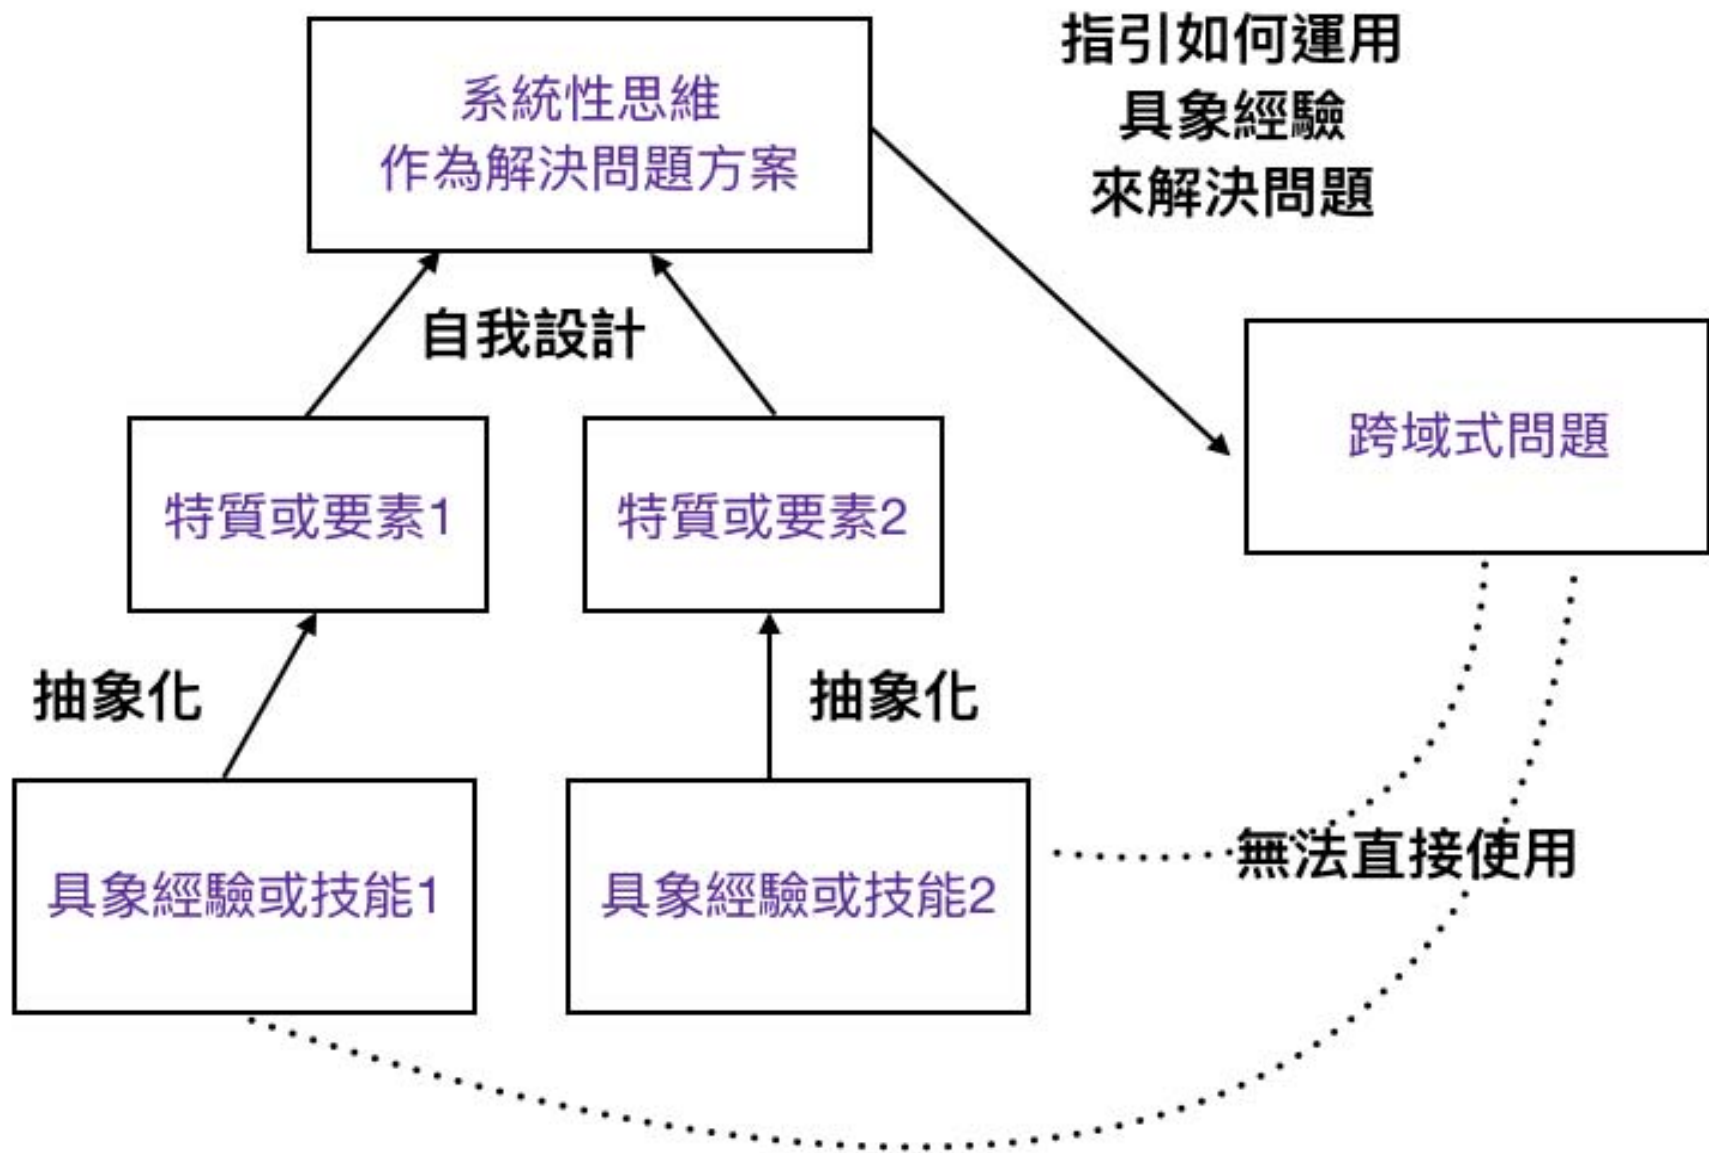 系統性思維
作為解決問題方案
指引如何運用
具象經驗
來解決問題
自我設計
跨域式問題
特質或要素1
特質或要素2
抽象化
抽象化
無法直接使用
具象經驗或技能1
具象經驗或技能2